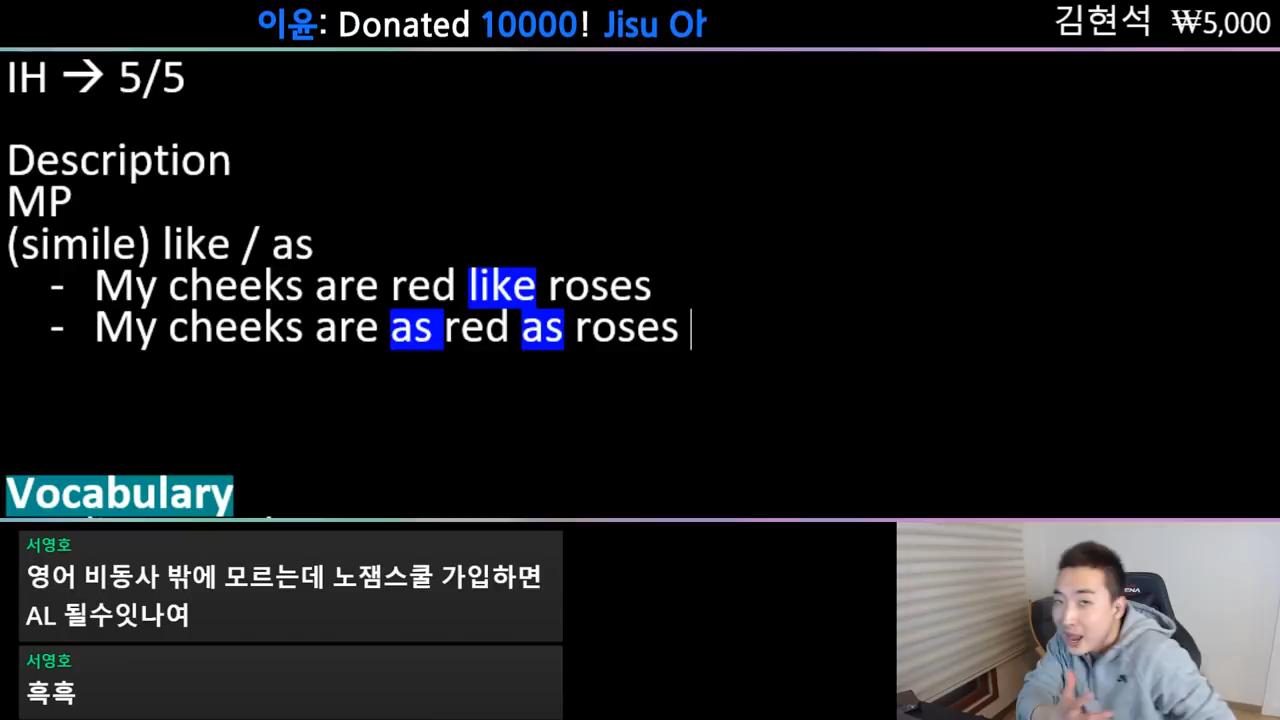 이윤: Donated 10000! Jisu
김현석 ₩5,000
IH → 5/5
Description
MP
(simile) like / as
- My cheeks are red like roses
- My cheeks are as red as roses
Vocabulary
서영호
영어 비동사 밖에 모르는데 노잼스쿨 가입하면
AL 될수잇나여
서영호
흑흑